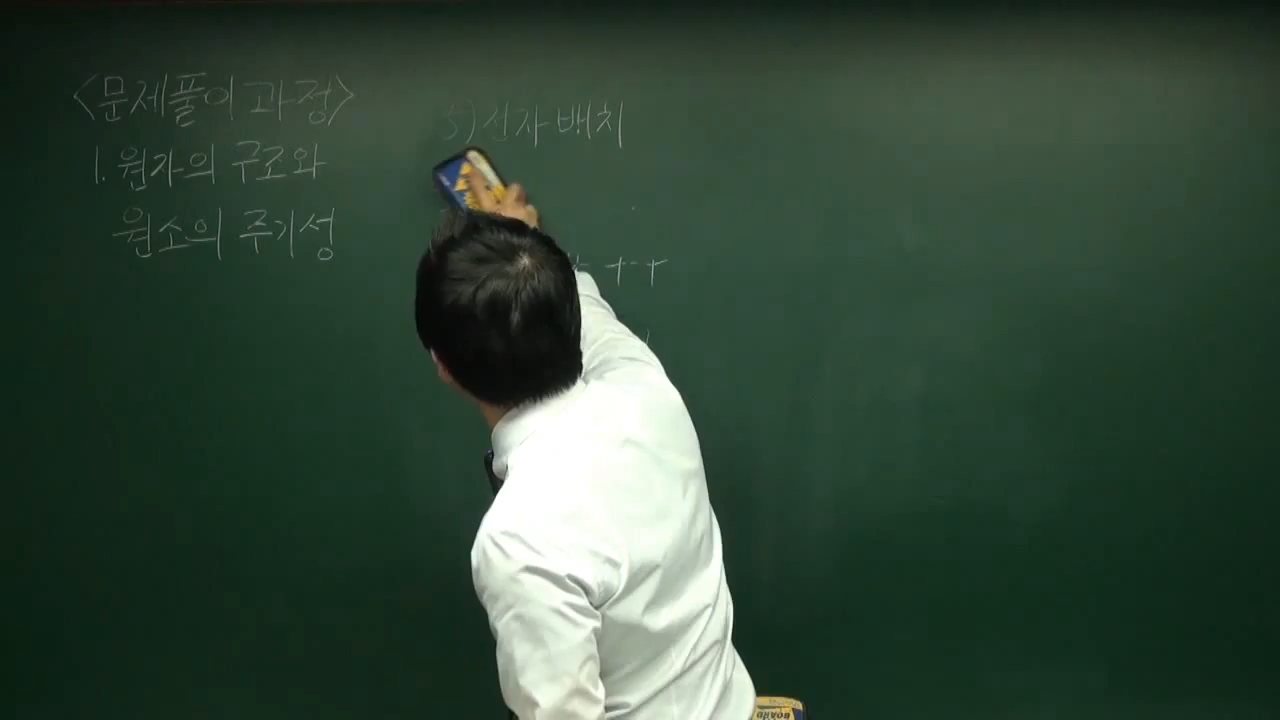 <문제풀이 과정>
1. 원자의 구조와
원소의 주기성
5) 전자 배치
BOARD